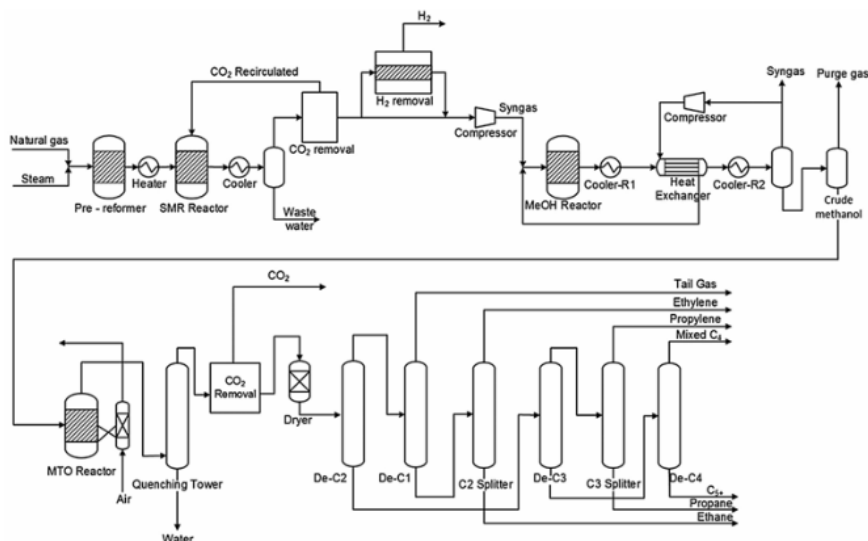 H₂
CO₂ Recirculated
H₂ removal
Syngas
Purge gas
Natural gas
Steam
CO₂ removal
Syngas
Compressor
Compressor
Heater
Cooler
Pre - reformer
SMR Reactor
Waste
water
Cooler-R1
Heat
Exchanger
Cooler-R2
MeOH Reactor
Crude
methanol
CO₂
Tail Gas
Ethylene
Propylene
Mixed C₄
CO₂
Removal
Dryer
MTO Reactor
Quenching Tower
Air
Water
De-C2
De-C1
C2 Splitter
De-C3
C3 Splitter
De-C4
C₅₊
Propane
Ethane